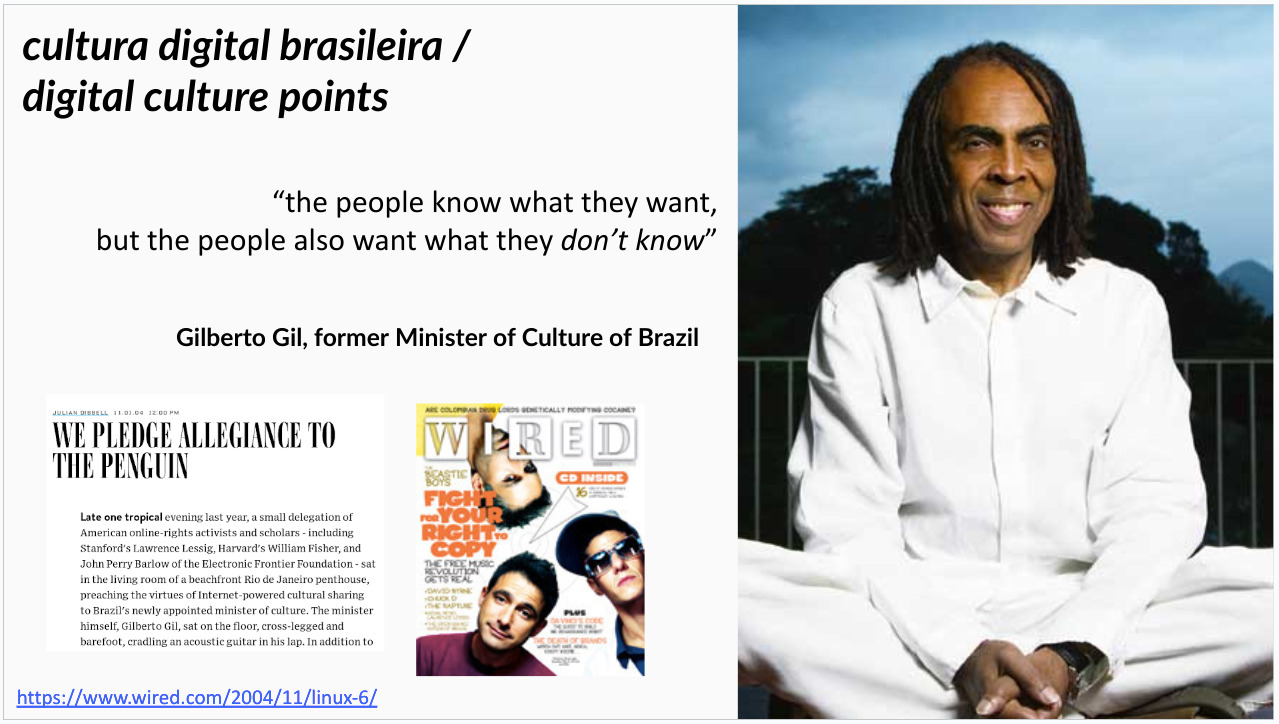 cultura digital brasileira /
digital culture points
“the people know what they want,
but the people also want what they don’t know”
Gilberto Gil, former Minister of Culture of Brazil
JULIAN DIBBELL 11.01.04 12:00 PM
WE PLEDGE ALLEGIANCE TO
THE PENGUIN
Late one tropical evening last year, a small delegation of
American online-rights activists and scholars - including
Stanford's Lawrence Lessig, Harvard's William Fisher, and
John Perry Barlow of the Electronic Frontier Foundation - sat
in the living room of a beachfront Rio de Janeiro penthouse,
preaching the virtues of Internet-powered cultural sharing
to Brazil's newly appointed minister of culture. The minister
himself, Gilberto Gil, sat on the floor, cross-legged and
barefoot, cradling an acoustic guitar in his lap. In addition to
ARE COLOMBIAN DRUG LORDS GENETICALLY MODIFYING COCAINE?
WIRED
THE
BEASTIE
BOYS
CD INSIDE
16
FIGHT
FOR YOUR
RIGHT TO
COPY
THE FREE MUSIC
REVOLUTION
GETS REAL
DAVID BYRNE
CHUCK D
THE RAPTURE
PLUS
DA VINCI'S CODE
THE DEATH OF BRANDS
https://www.wired.com/2004/11/linux-6/